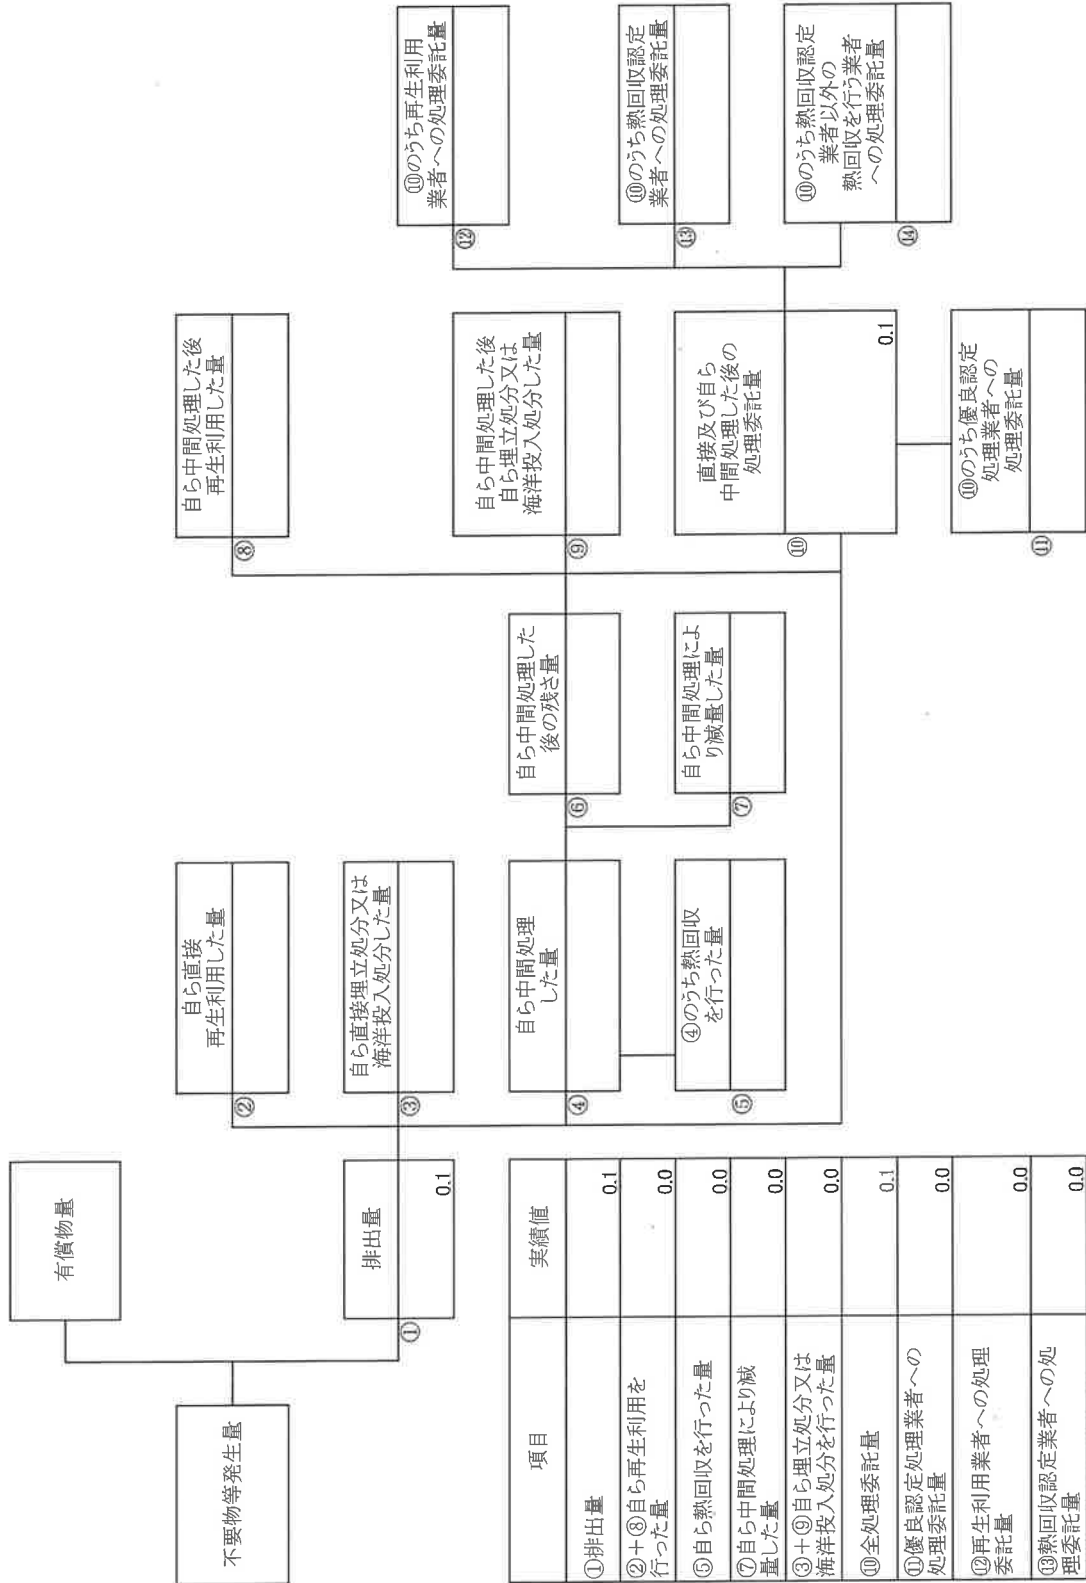 不要物等発生量
有償物量
排出量
①
0.1
自ら直接
再生利用した量
②
自ら直接埋立処分又は
海洋投入処分した量
③
自ら中間処理
した量
④
④のうち熱回収
を行った量
⑤
自ら中間処理した
後の残さ量
⑥
自ら中間処理によ
り減量した量
⑦
自ら中間処理した後
再生利用した量
⑧
自ら中間処理した後
自ら埋立処分又は
海洋投入処分した量
⑨
直接及び自ら
中間処理した後の
処理委託量
⑩
0.1
⑩のうち優良認定
処理業者への
処理委託量
⑪
⑩のうち再生利用
業者への処理委託量
⑫
⑩のうち熱回収認定
業者への処理委託量
⑬
⑩のうち熱回収認定
業者以外の
熱回収を行う業者
への処理委託量
⑭
項目
実績値
①排出量
0.1
②+⑧自ら再生利用を
行った量
0.0
⑤自ら熱回収を行った量
0.0
⑦自ら中間処理により減
量した量
0.0
③+⑨自ら埋立処分又は
海洋投入処分を行った量
0.0
⑩全処理委託量
0.1
⑪優良認定処理業者への
処理委託量
0.0
⑫再生利用業者への処理
委託量
0.0
⑬熱回収認定業者への処
理委託量
0.0